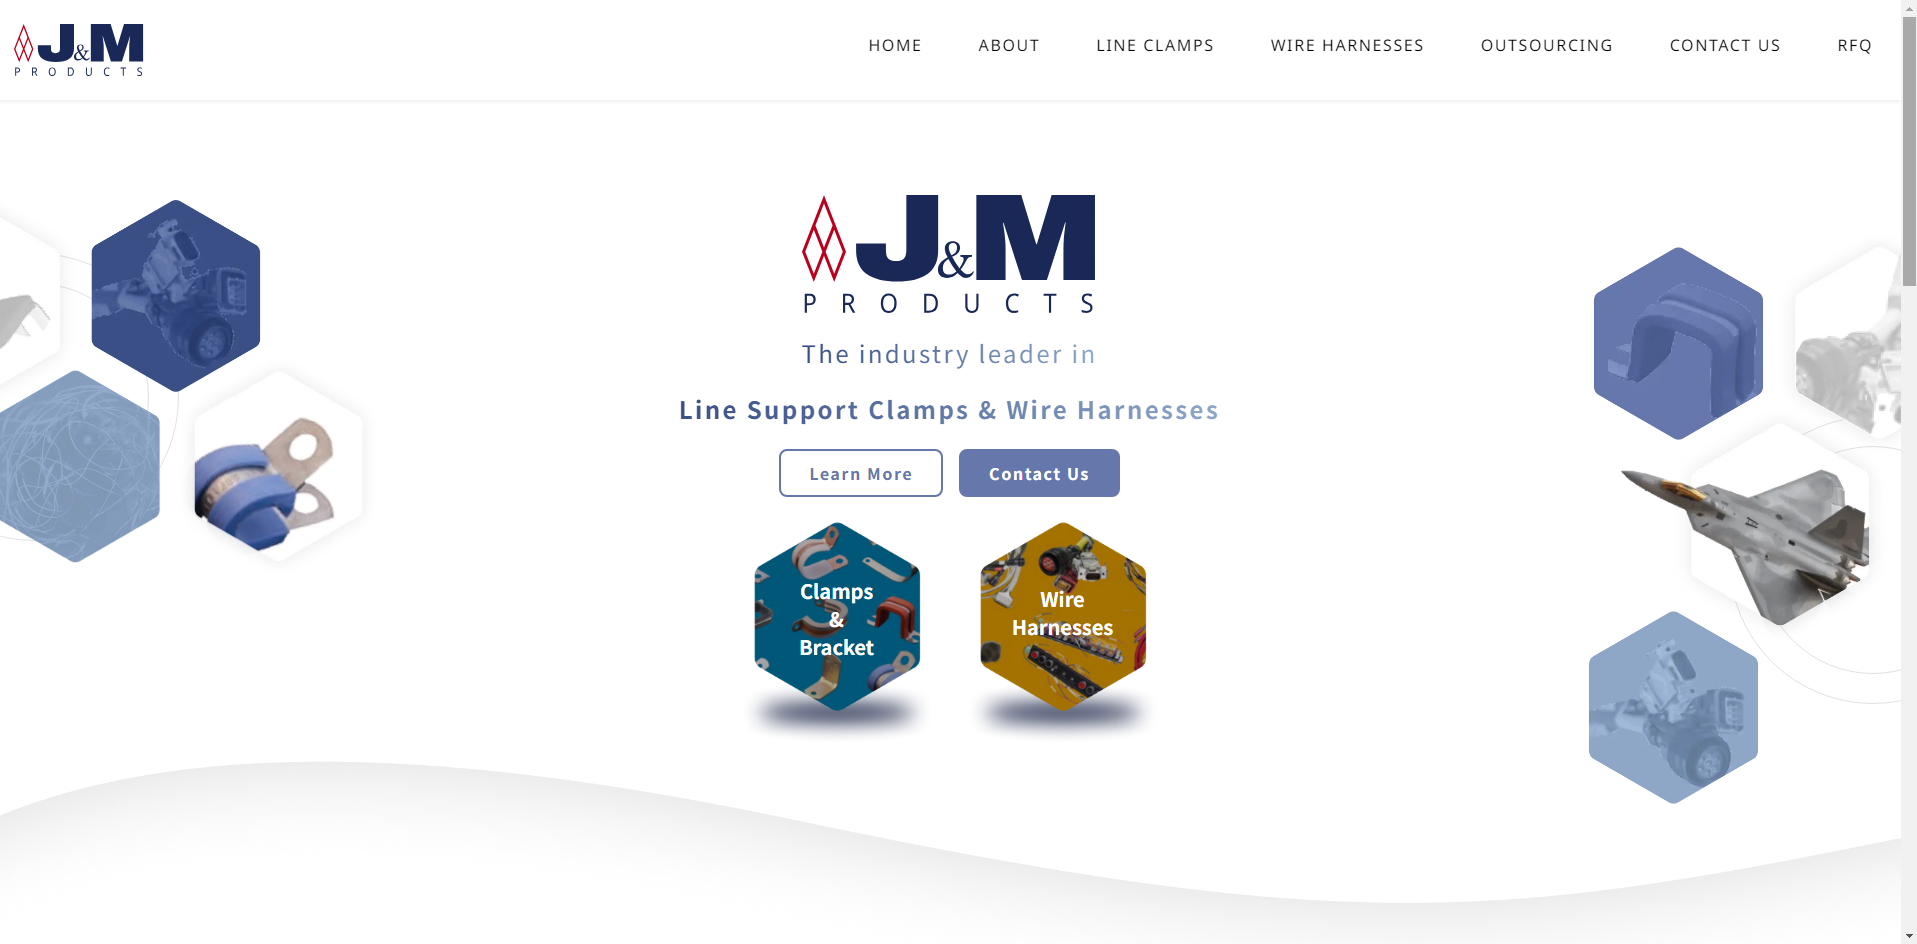 J&M
PRODUCTS
HOME
ABOUT
LINE CLAMPS
WIRE HARNESSES
OUTSOURCING
CONTACT US
RFQ
J&M
PRODUCTS
The industry leader in
Line Support Clamps & Wire Harnesses
Learn More
Contact Us
Clamps
&
Bracket
Wire
Harnesses